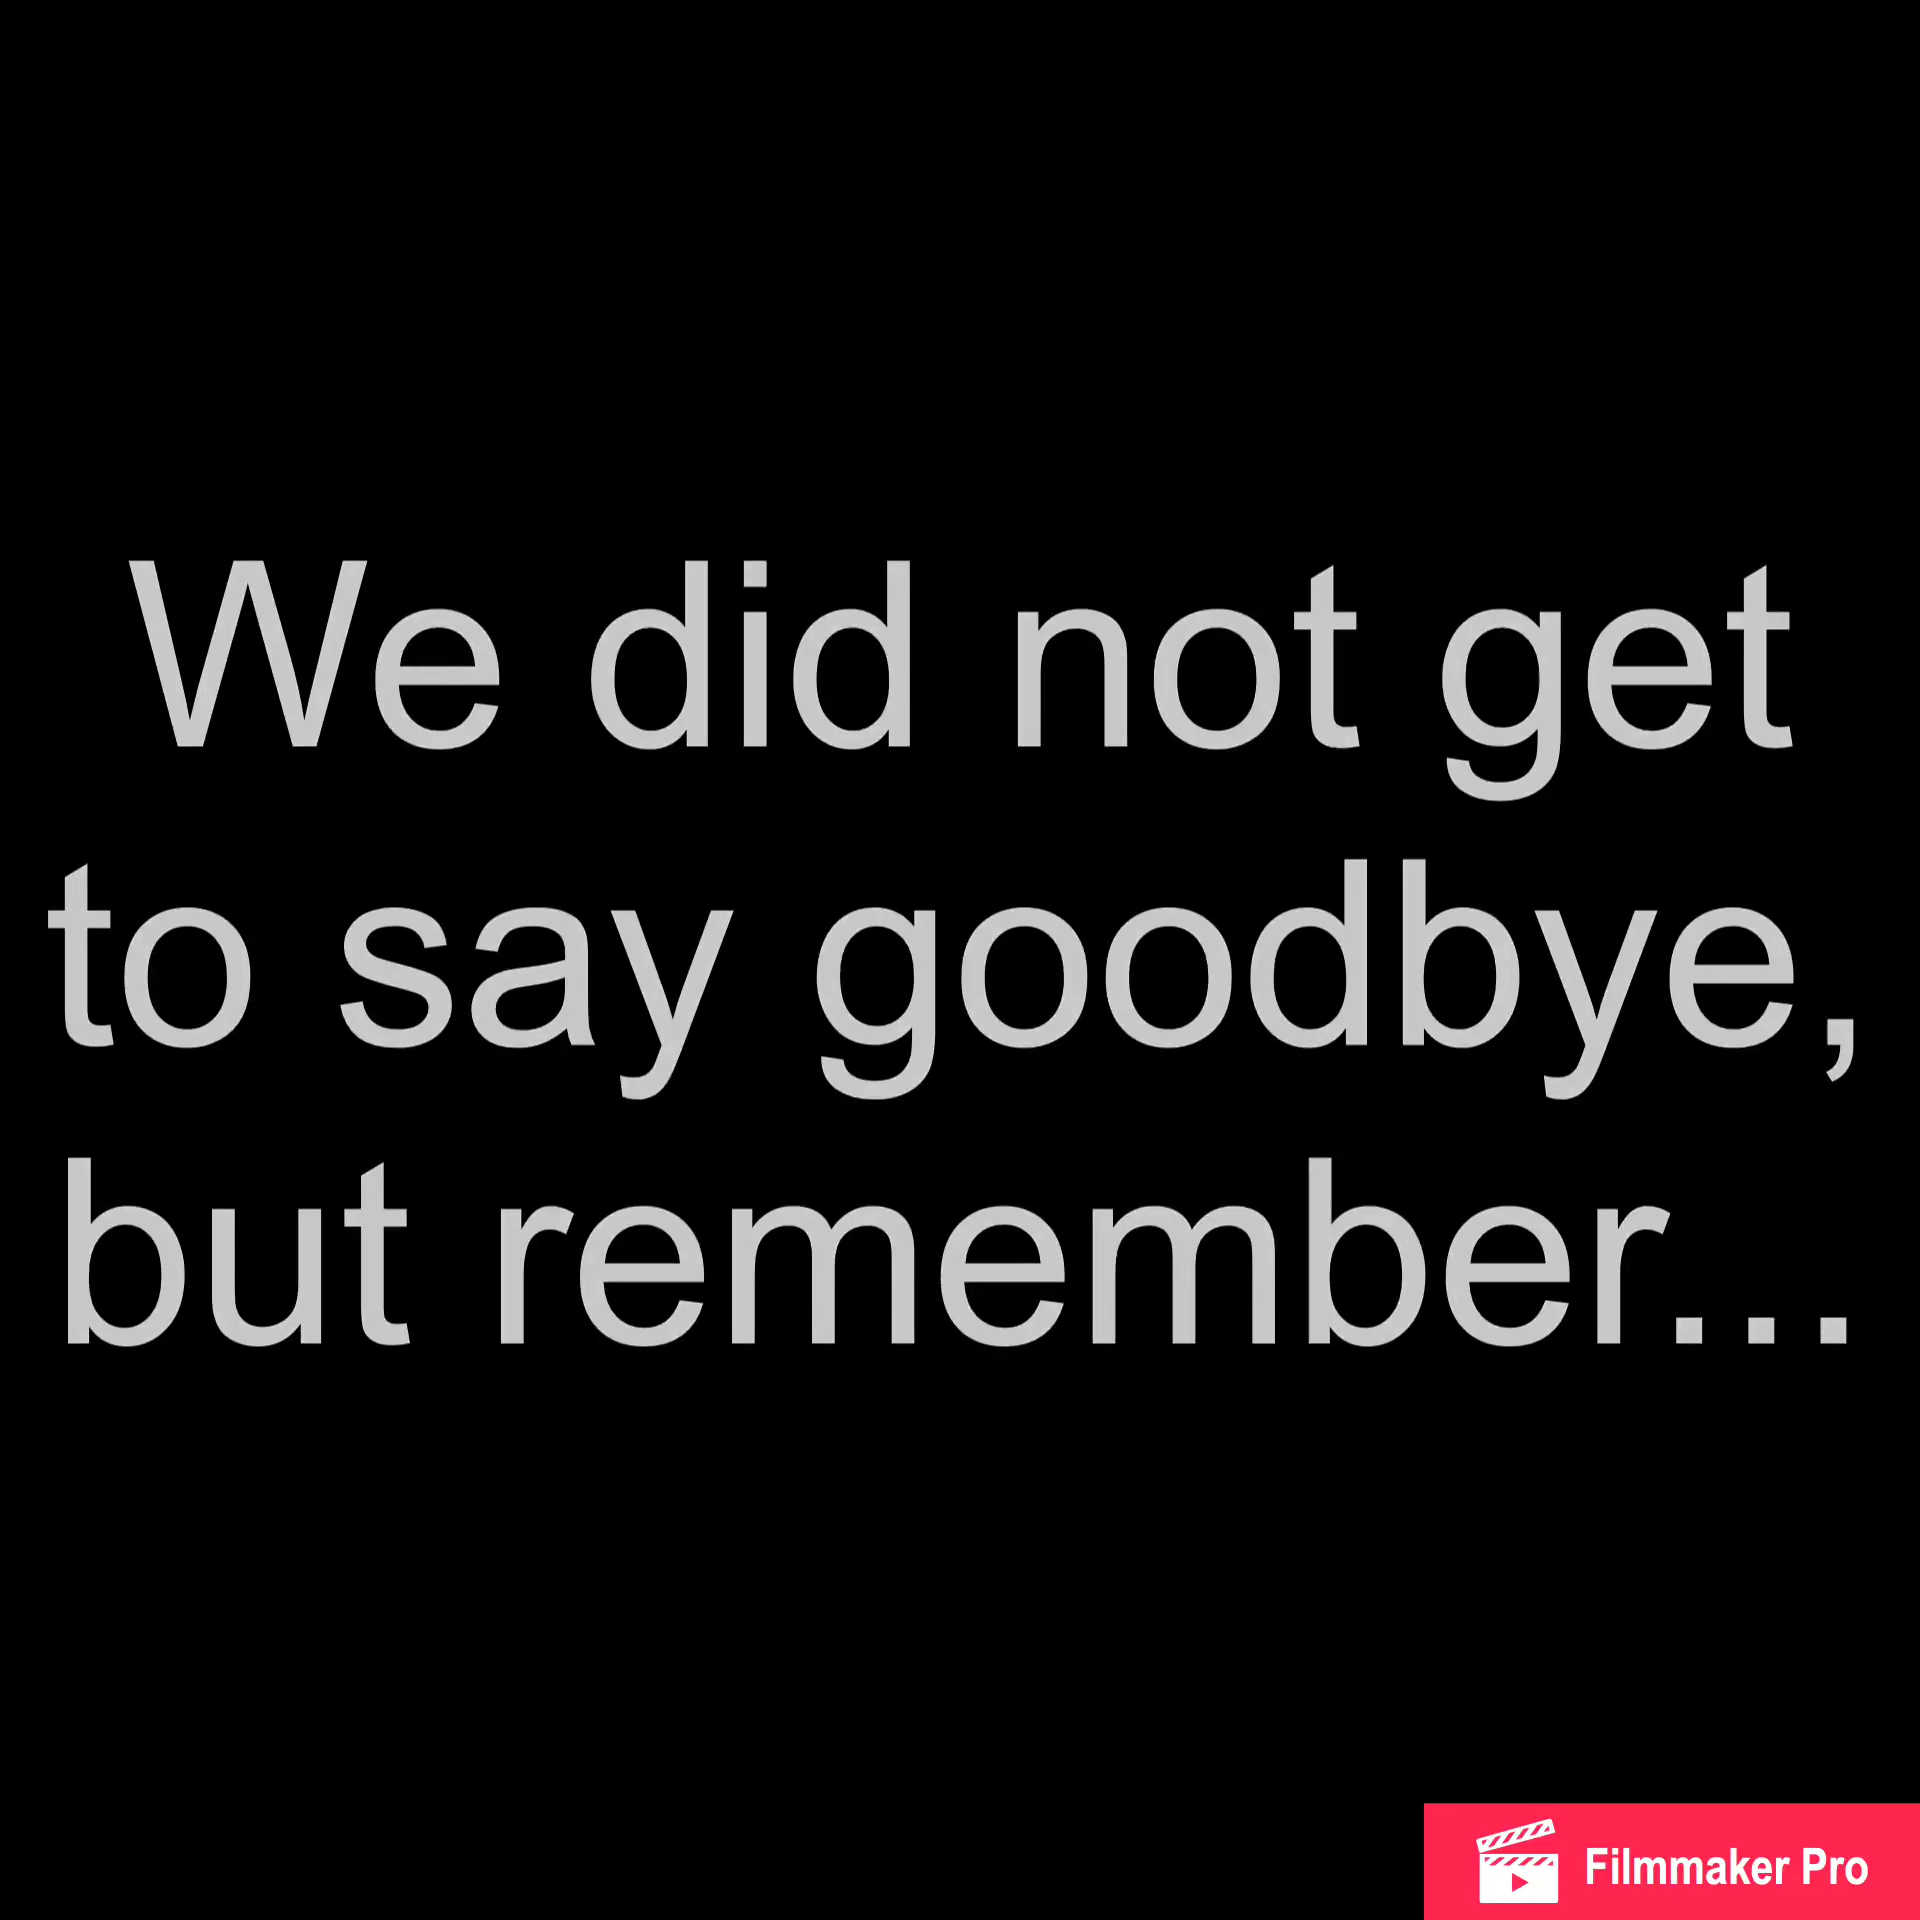 We did not get
to say goodbye,
but remember...
Filmmaker Pro